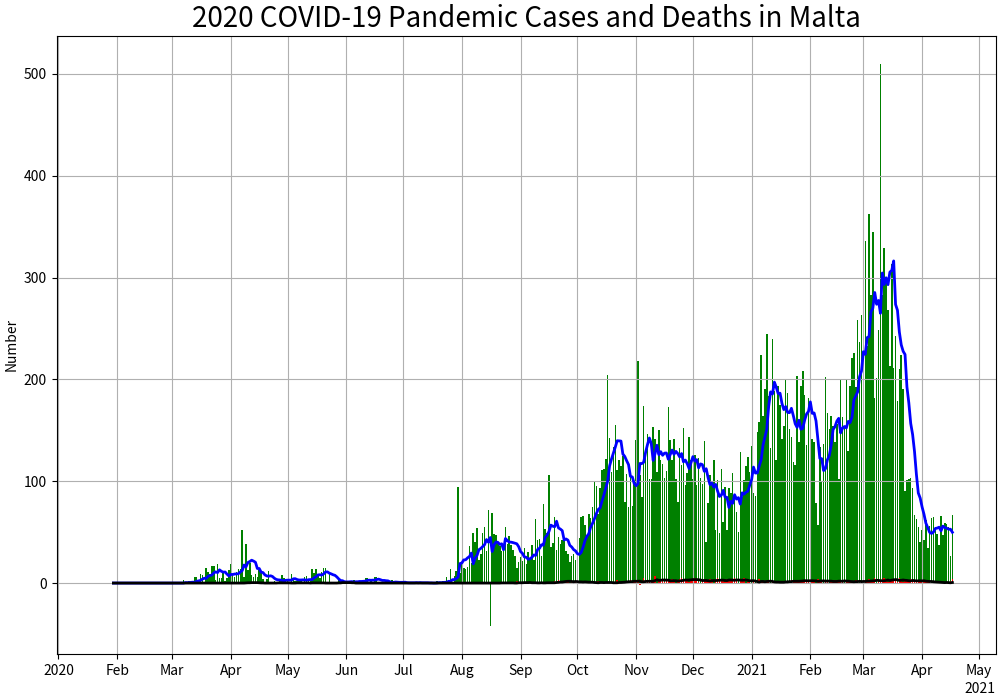 2020 COVID-19 Pandemic Cases and Deaths in Malta
500
400
300
200
100
0
Number
2020 Feb Mar Apr May Jun Jul Aug Sep Oct Nov Dec 2021 Feb Mar Apr May
2021